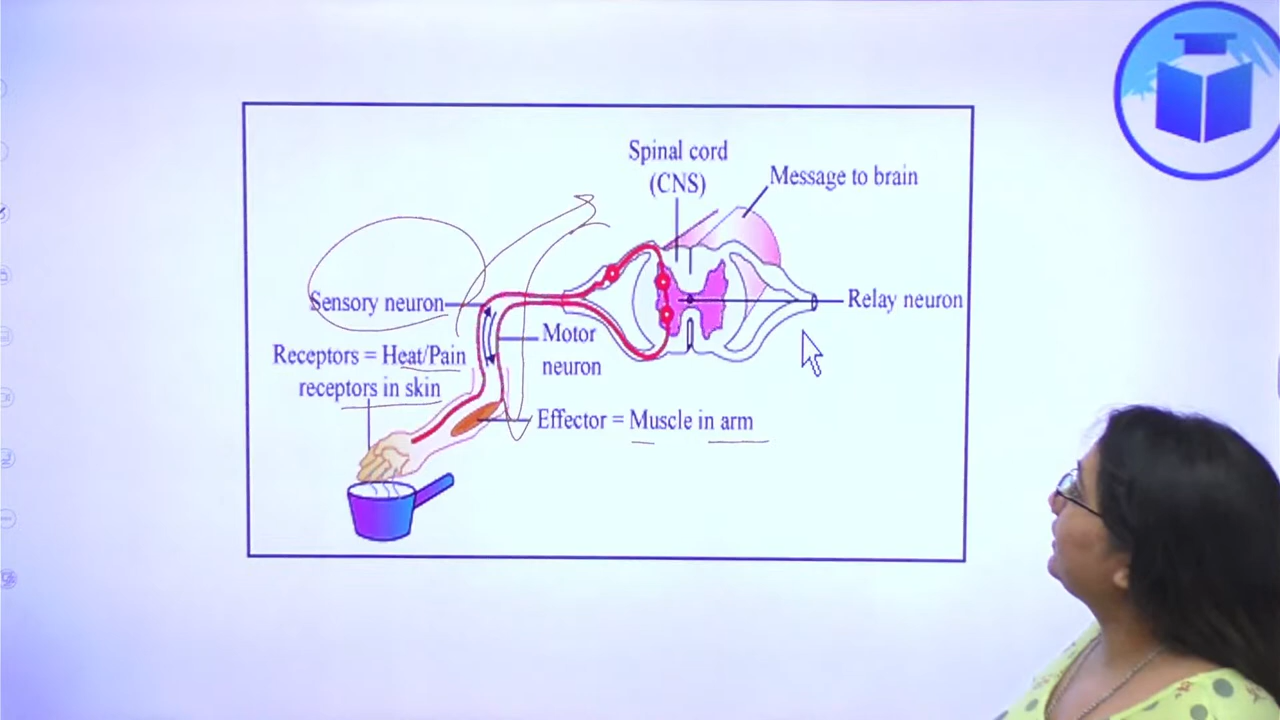 Spinal cord
(CNS)
Message to brain
Sensory neuron
Relay neuron
Motor
neuron
Receptors = Heat/Pain
receptors in skin
Effector = Muscle in arm